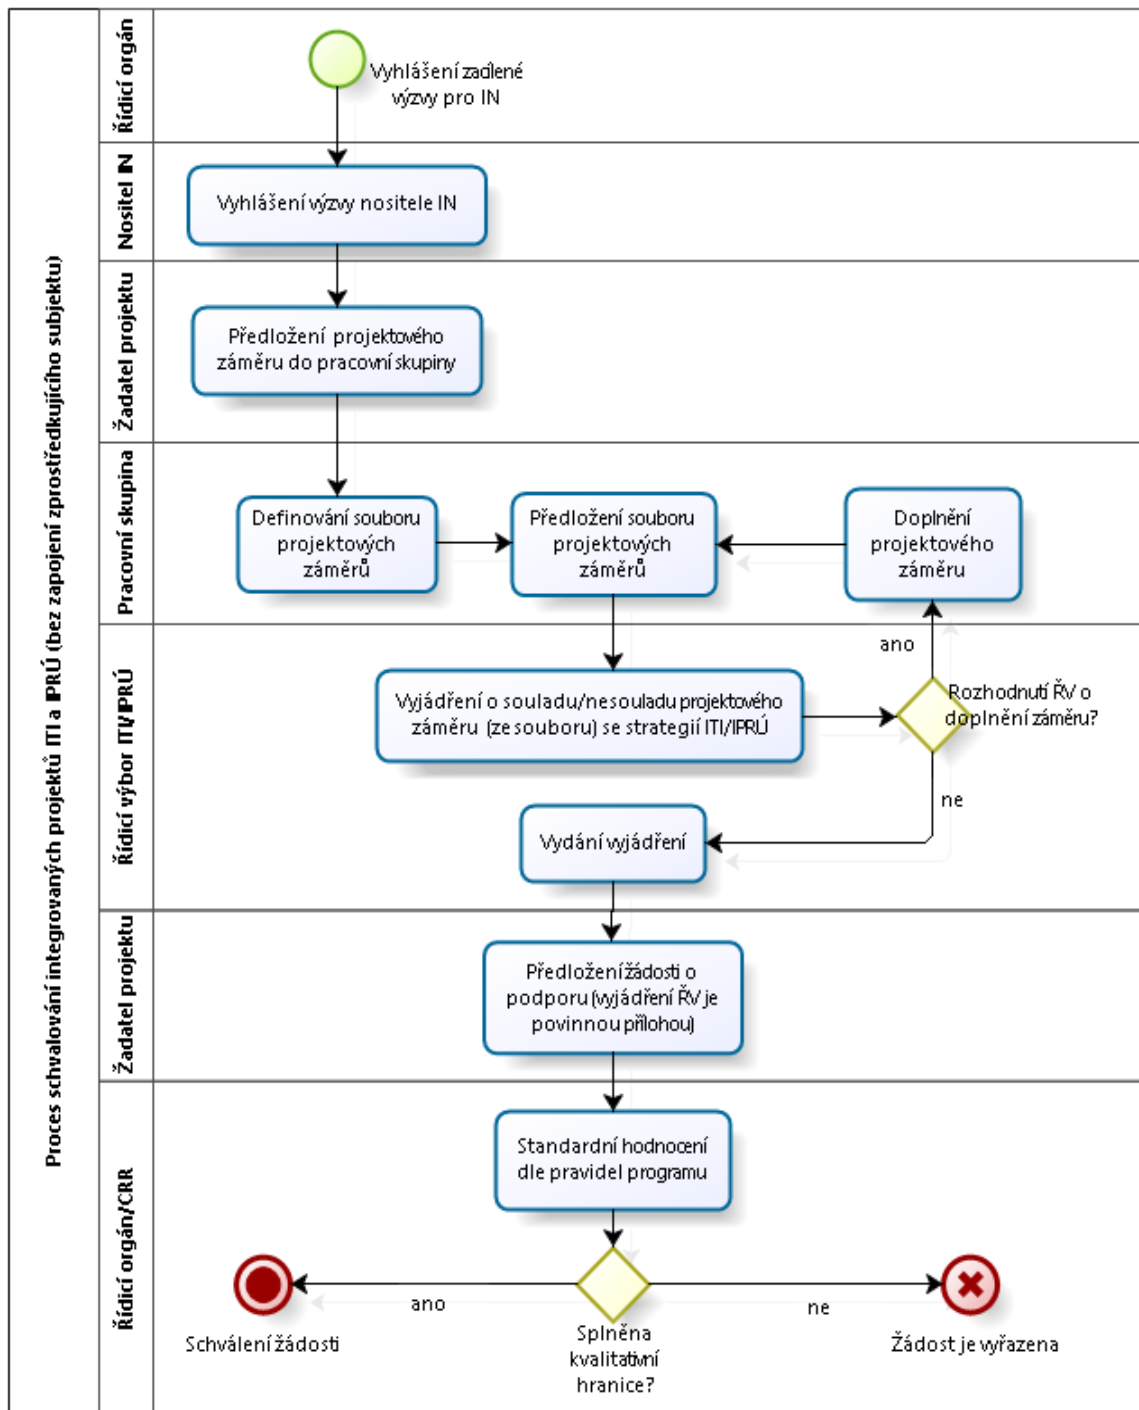 Proces schvalování integrovaných projektů ITI a IPRÚ (bez zapojení zprostředkujícího subjektu)
Řídicí orgán
Vyhlášení zacílené
výzvy pro IN
Nositel IN
Vyhlášení výzvy nositele IN
Žadatel projektu
Předložení projektového
záměru do pracovní skupiny
Pracovní skupina
Definování souboru
projektových
záměrů
Předložení souboru
projektových
záměrů
Doplnění
projektového
záměru
Řídicí výbor ITI/IPRÚ
ano
Vyjádření o souladu/nesouladu projektového
záměru (ze souboru) se strategií ITI/IPRÚ
Rozhodnutí ŘV o
doplnění záměru?
ne
Vydání vyjádření
Žadatel projektu
Předložení žádosti o
podporu (vyjádření ŘV je
povinnou přílohou)
Řídicí orgán/CRR
Standardní hodnocení
dle pravidel programu
ano
ne
Schválení žádosti
Splněna
kvalitativní
hranice?
Žádost je vyřazena